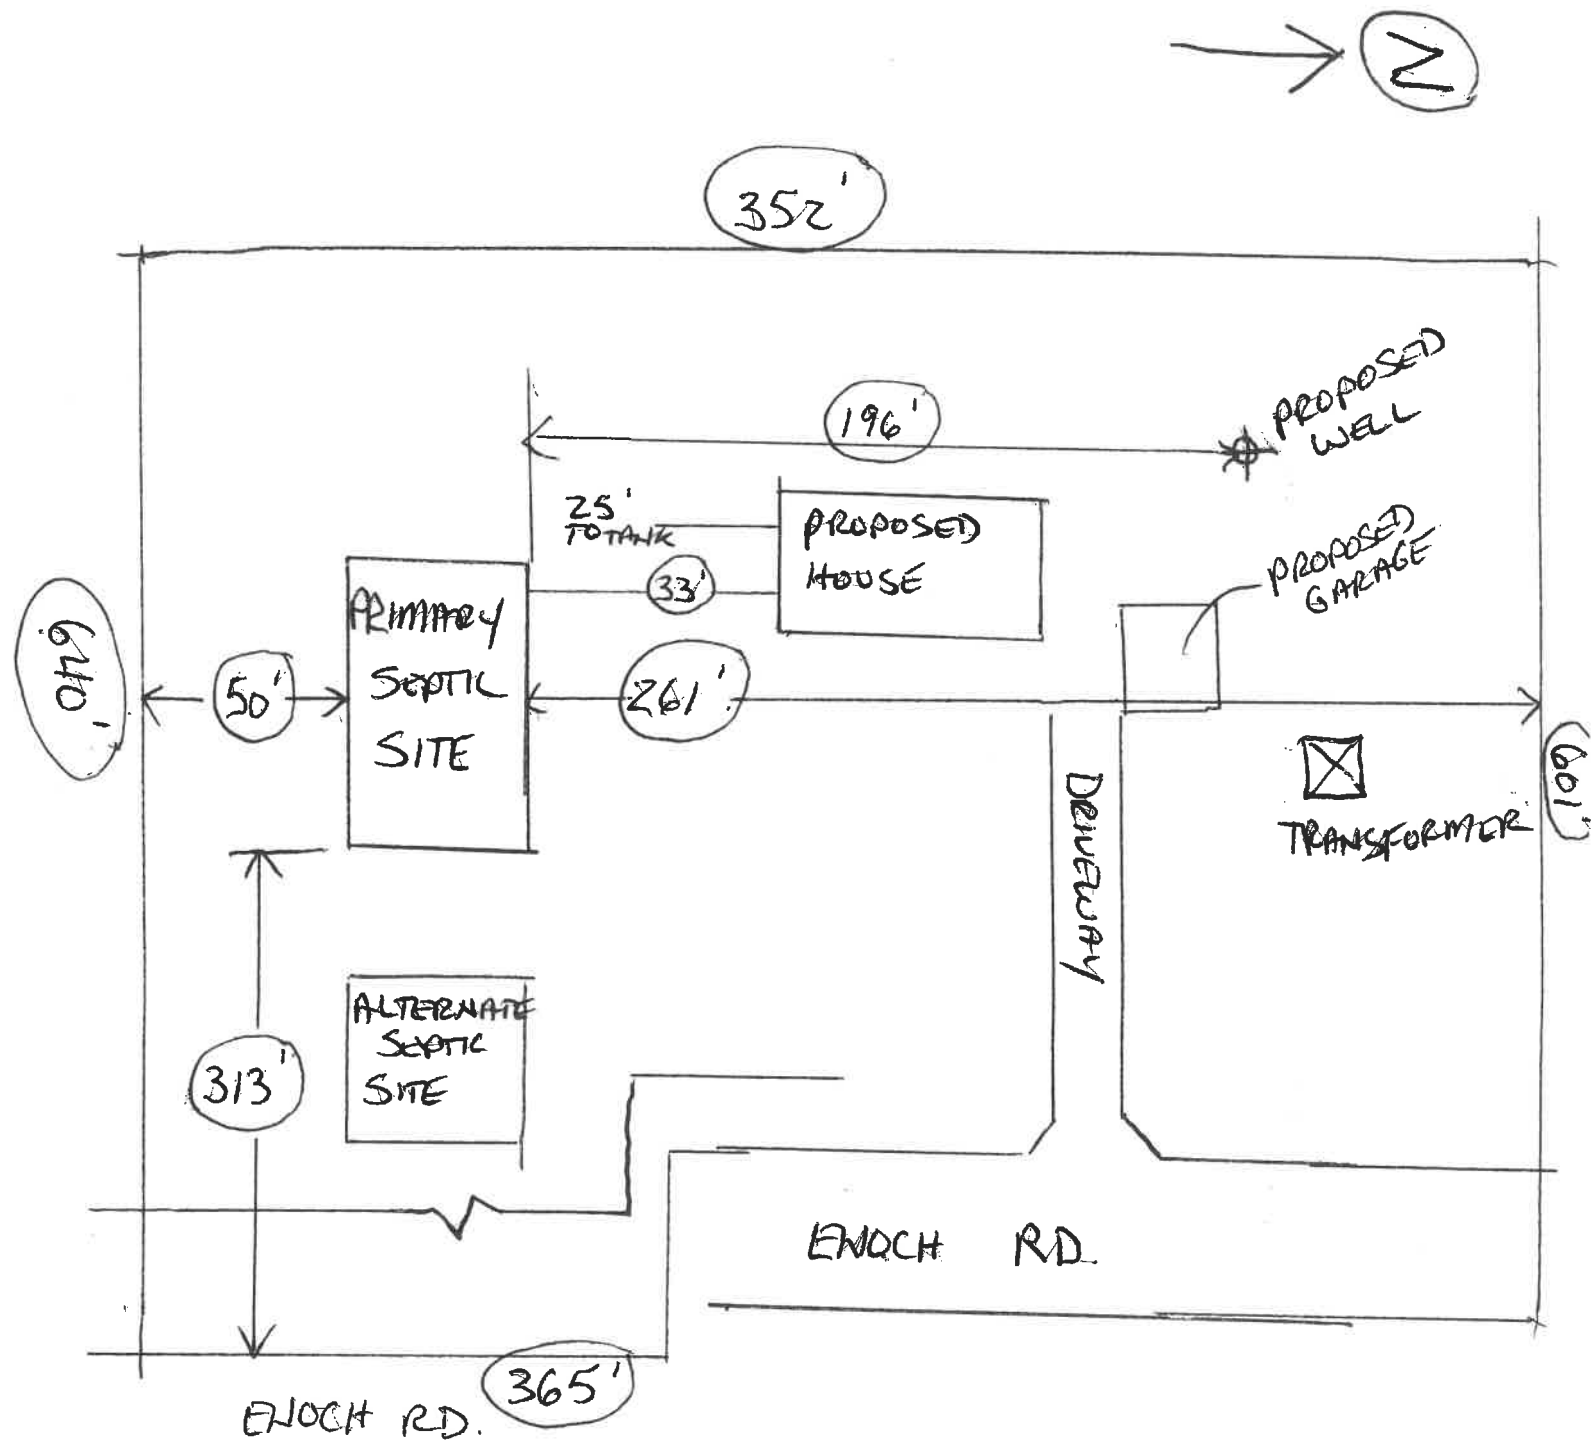 N
352'
196'
PROPOSED
WELL
25'
TO TANK
PROPOSED
HOUSE
33'
PROPOSED
GARAGE
640'
50'
PRIMARY
SEPTIC
SITE
261'
601'
TRANSFORMER
DRIVEWAY
313'
ALTERNATE
SEPTIC
SITE
ENOCH RD.
365'
ENOCH RD.